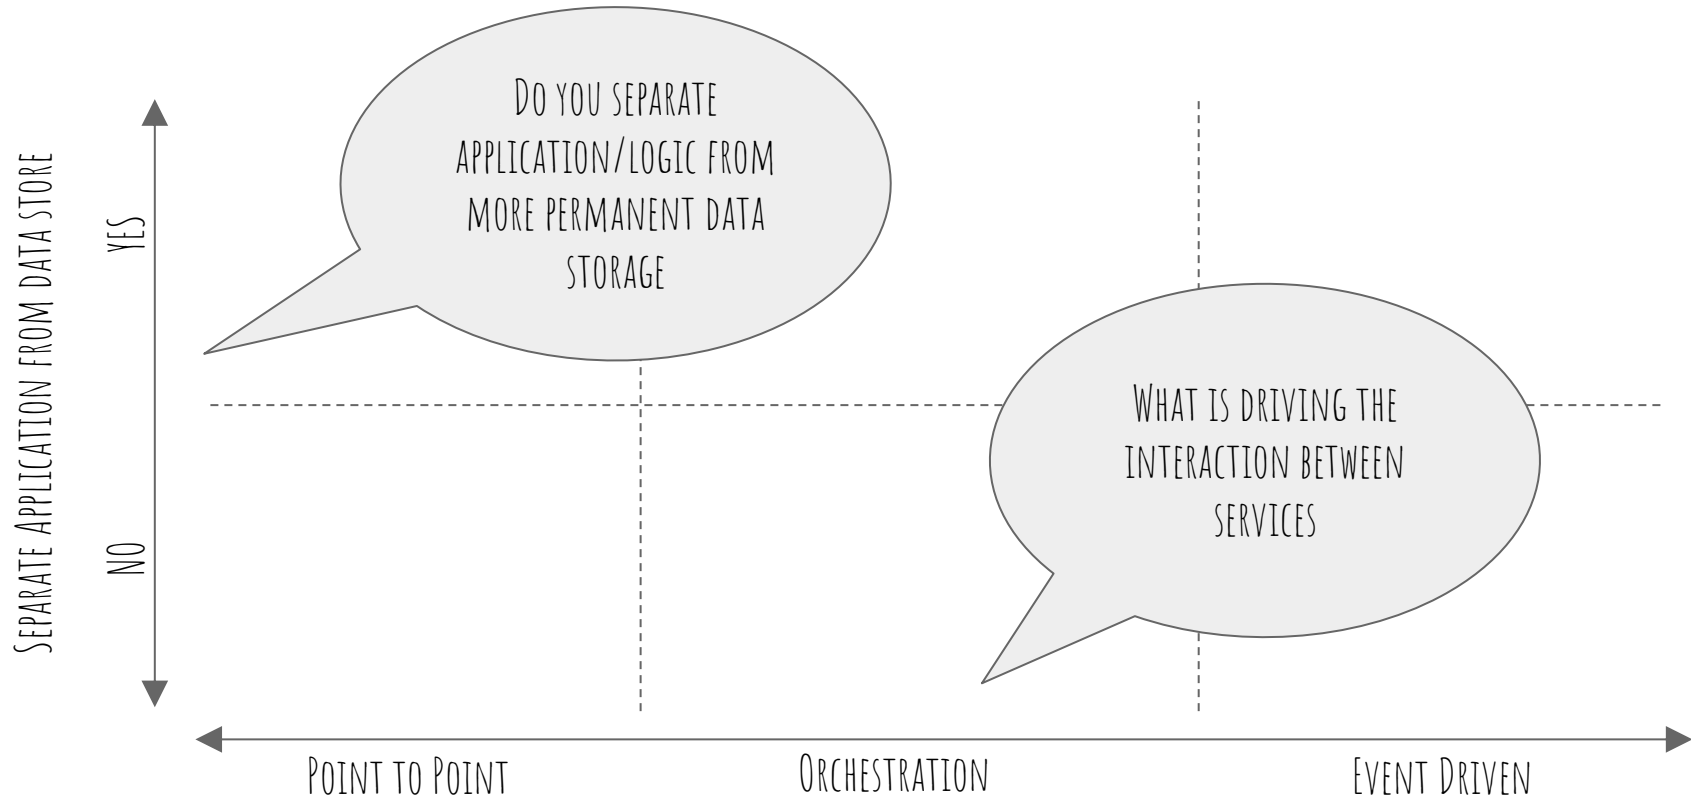 Do you separate
application/logic from
more permanent data
storage
Separate Application from data store
YES
NO
What is driving the
interaction between
services
Point to Point
Orchestration
Event Driven